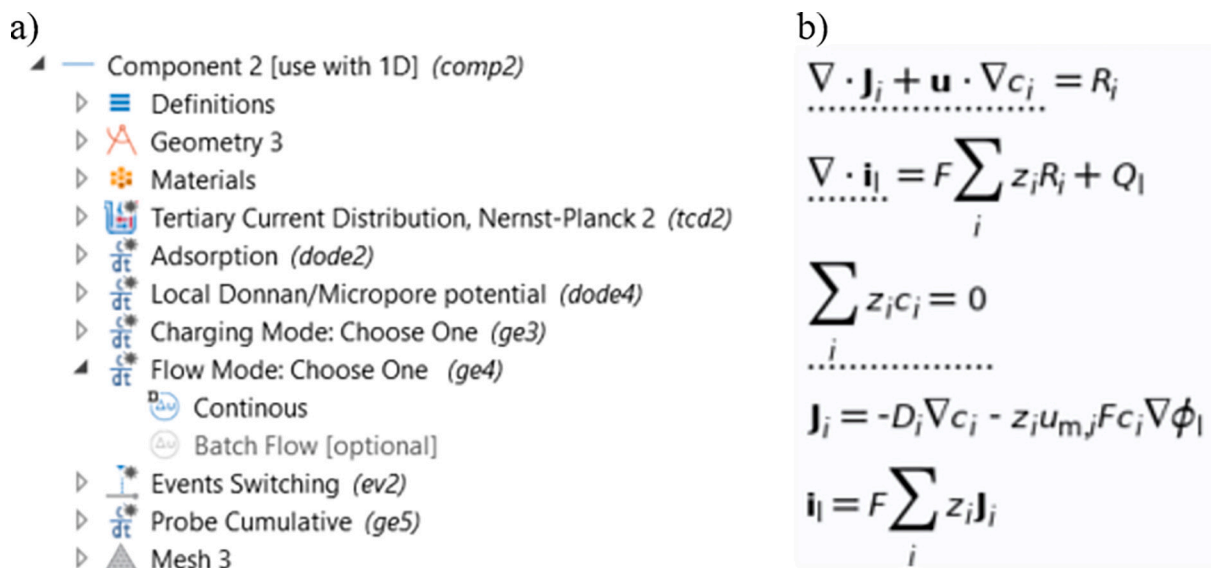 a)
Component 2 [use with 1D] (comp2)
Definitions
Geometry 3
Materials
Tertiary Current Distribution, Nernst-Planck 2 (tcd2)
Adsorption (dode2)
Local Donnan/Micropore potential (dode4)
Charging Mode: Choose One (ge3)
Flow Mode: Choose One (ge4)
Continous
Batch Flow [optional]
Events Switching (ev2)
Probe Cumulative (ge5)
Mesh 3
b)
∇ · J_i + u · ∇c_i = R_i
∇ · i_l = F ∑_i z_i R_i + Q_l
∑_i z_i c_i = 0
J_i = -D_i ∇c_i - z_i u_{m,i} F c_i ∇ϕ_l
i_l = F ∑_i z_i J_i